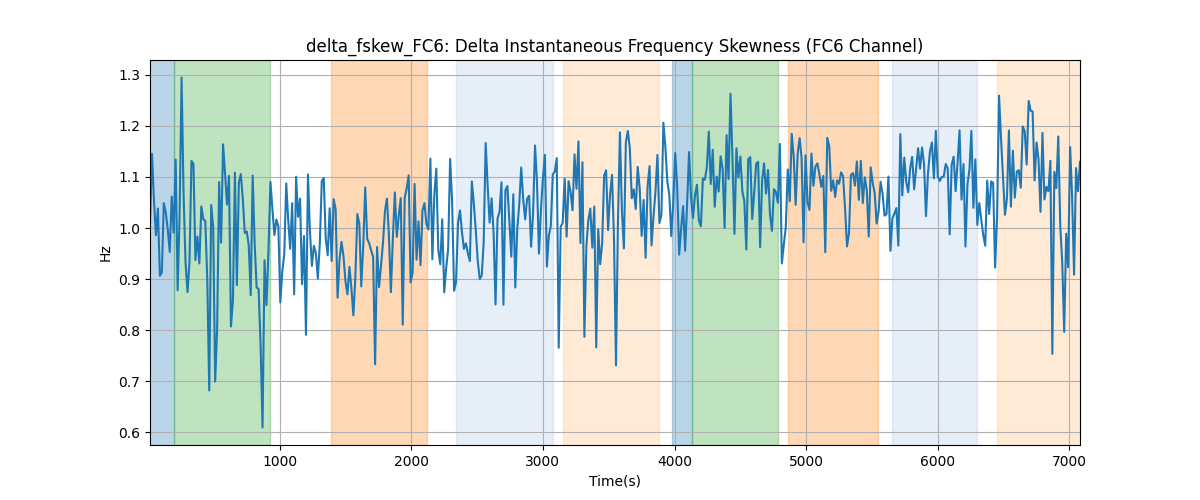 delta_fskew_FC6: Delta Instantaneous Frequency Skewness (FC6 Channel)
1.3
1.2
1.1
1.0
0.9
0.8
0.7
0.6
Hz
1000 2000 3000 4000 5000 6000 7000
Time(s)